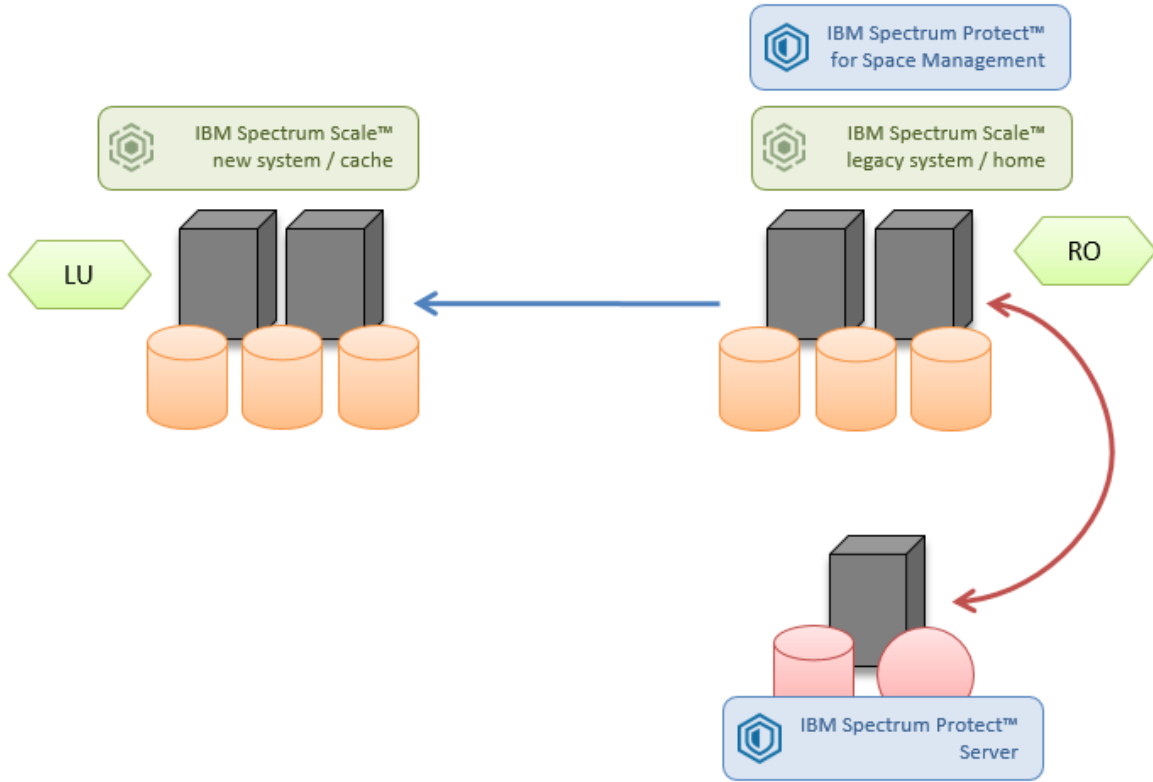 IBM Spectrum Protect™
for Space Management
IBM Spectrum Scale™
new system / cache
IBM Spectrum Scale™
legacy system / home
LU
RO
IBM Spectrum Protect™
Server